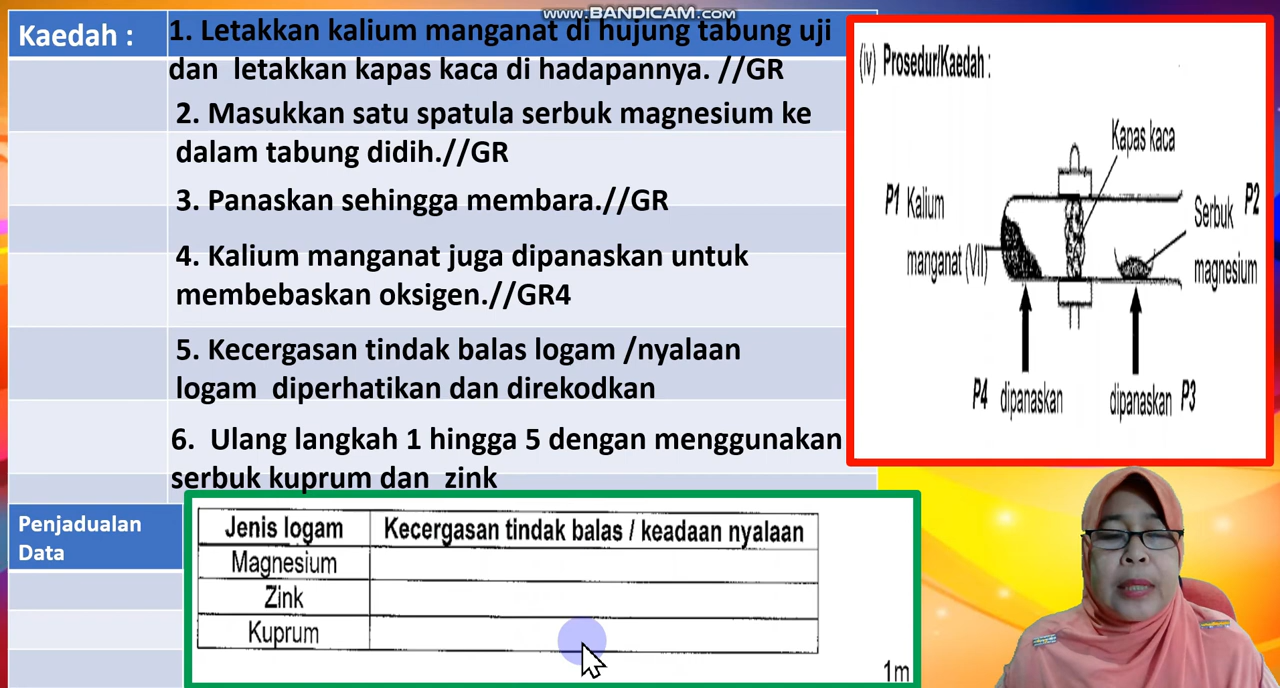 www.BANDICAM.com
Kaedah :
1. Letakkan kalium manganat di hujung tabung uji
dan letakkan kapas kaca di hadapannya. //GR
2. Masukkan satu spatula serbuk magnesium ke
dalam tabung didih.//GR
3. Panaskan sehingga membara.//GR
4. Kalium manganat juga dipanaskan untuk
membebaskan oksigen.//GR4
5. Kecergasan tindak balas logam /nyalaan
logam diperhatikan dan direkodkan
6. Ulang langkah 1 hingga 5 dengan menggunakan
serbuk kuprum dan zink
(iv) Prosedur/Kaedah :
Kapas kaca
P1 Kalium
manganat (VII)
Serbuk P2
magnesium
P4 dipanaskan
dipanaskan P3
Penjadualan
Data
Jenis logam Kecergasan tindak balas / keadaan nyalaan
Magnesium
Zink
Kuprum
1m